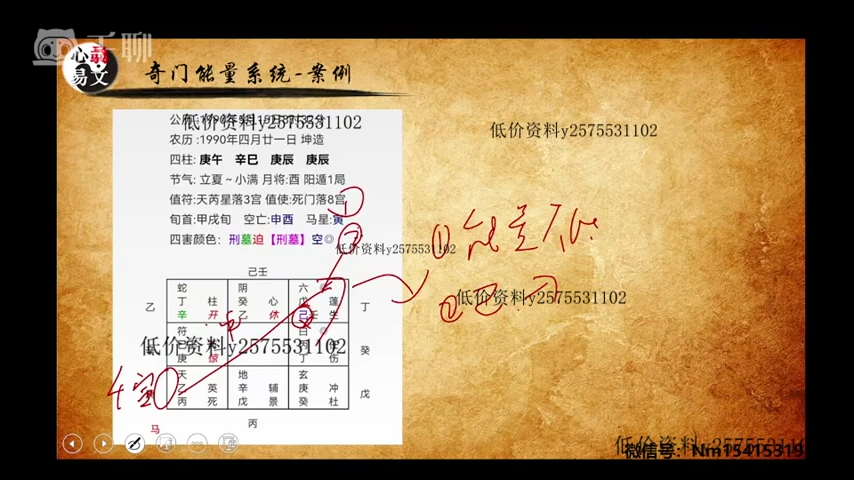 千聊
心易
易文
奇门能量系统-案例
低价资料y2575531102
农历:1990年四月廿一日 坤造
四柱: 庚午 辛巳 庚辰 庚辰
节气: 立夏~小满 月将:酉 阳遁1局
值符:天芮星落3宫 值使:死门落8宫
旬首:甲戌旬 空亡:申酉 马星:寅
四害颜色: 刑墓迫【刑墓】空◎
低价资料y2575531102
低价资料y2575531102
①能量
低价资料y2575531102
己壬
蛇 阴 六
乙 丁 柱 癸 心 戊 蓬 丁
辛 开 乙 休 己壬 生
符 白
低价资料y2575531102
庚 惊 丁 伤 癸
天 地 玄
乙 英 辛 辅 庚 冲 戊
丙 死 戊 景 癸 杜
马 丙
低价资料y2575531102
微信号: Nm15415319